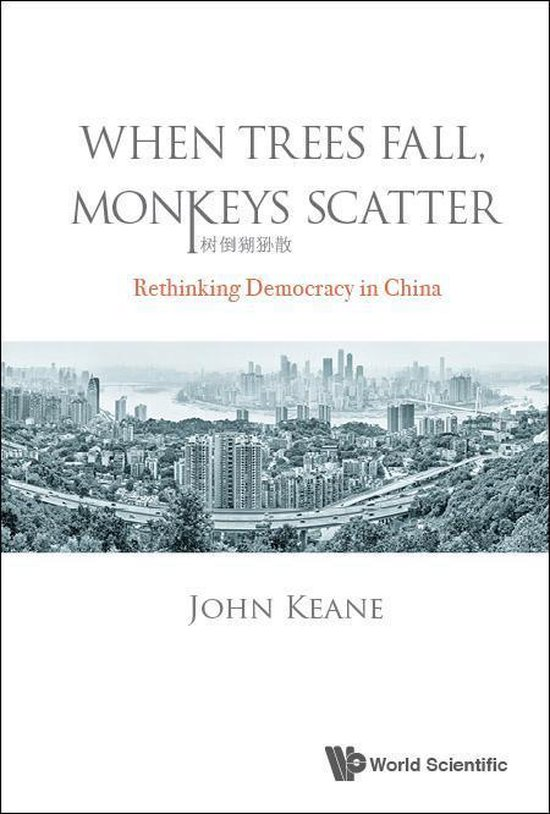 WHEN TREES FALL,
MONKEYS SCATTER
树倒猢狲散
Rethinking Democracy in China
JOHN KEANE
World Scientific